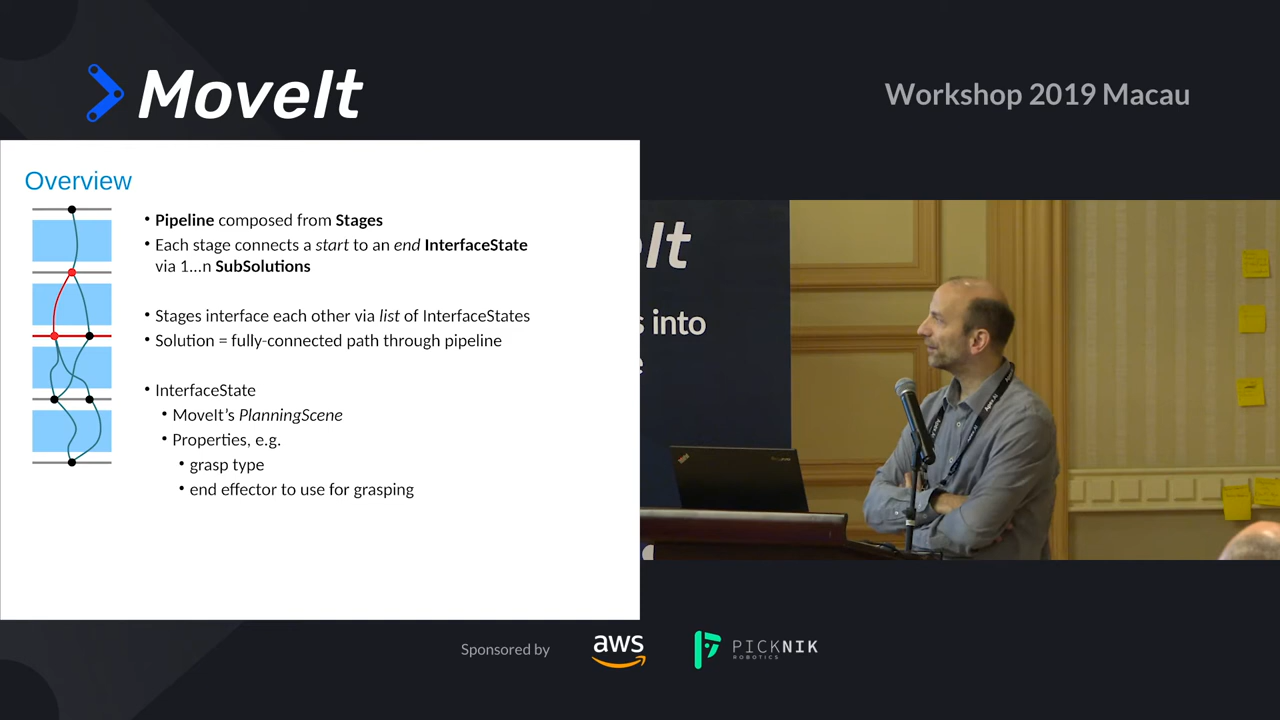 MoveIt
Workshop 2019 Macau
Overview
• Pipeline composed from Stages
• Each stage connects a start to an end InterfaceState
via 1...n SubSolutions
• Stages interface each other via list of InterfaceStates
• Solution = fully-connected path through pipeline
• InterfaceState
• MoveIt's PlanningScene
• Properties, e.g.
• grasp type
• end effector to use for grasping
It
into
Sponsored by
aws
PICKNIK
ROBOTICS